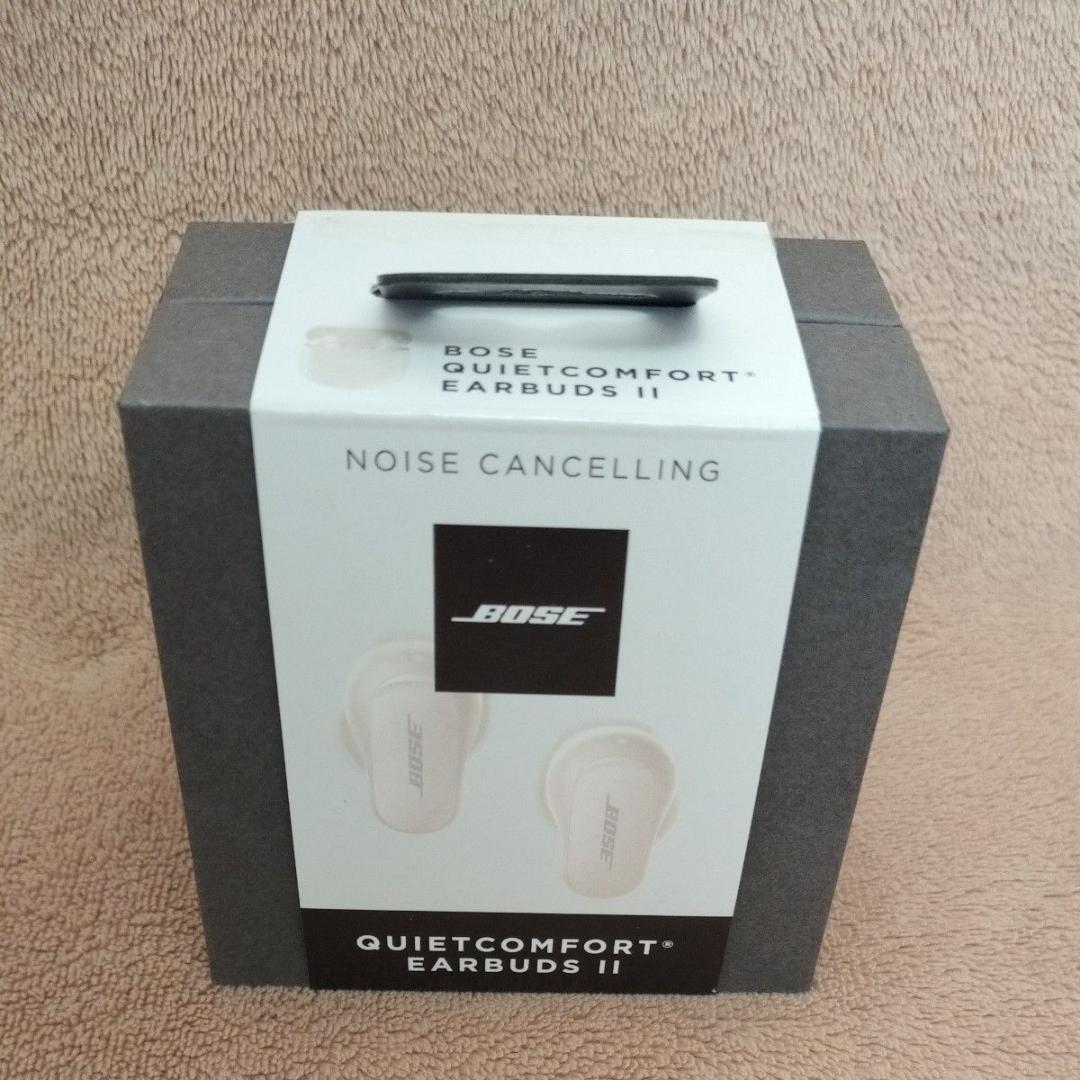 BOSE
QUIETCOMFORT®
EARBUDS II
NOISE CANCELLING
BOSE
BOSE
BOSE
QUIETCOMFORT®
EARBUDS II